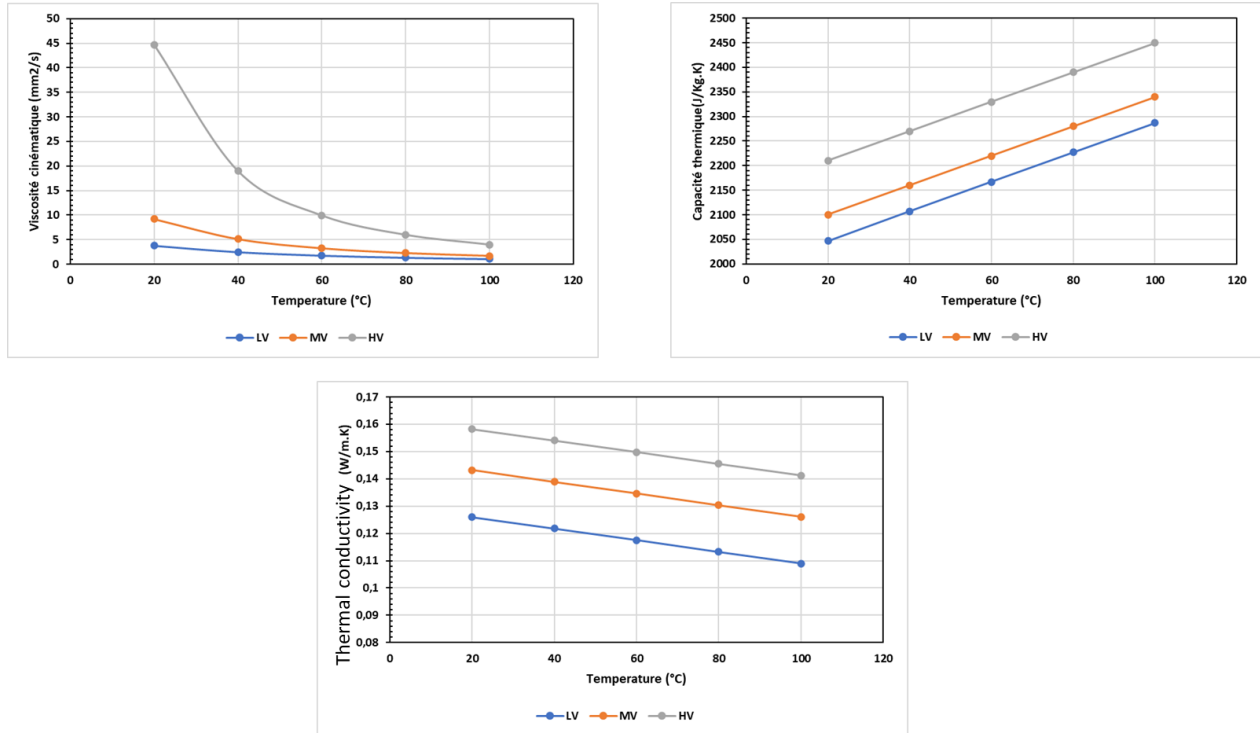 Viscosité cinématique (mm2/s)
50
45
40
35
30
25
20
15
10
5
0
0 20 40 60 80 100 120
Temperature (°C)
LV MV HV
Capacité thermique(J/Kg.K)
2500
2450
2400
2350
2300
2250
2200
2150
2100
2050
2000
0 20 40 60 80 100 120
Temperature (°C)
LV MV HV
Thermal conductivity (W/m.K)
0,17
0,16
0,15
0,14
0,13
0,12
0,11
0,1
0,09
0,08
0 20 40 60 80 100 120
Temperature (°C)
LV MV HV